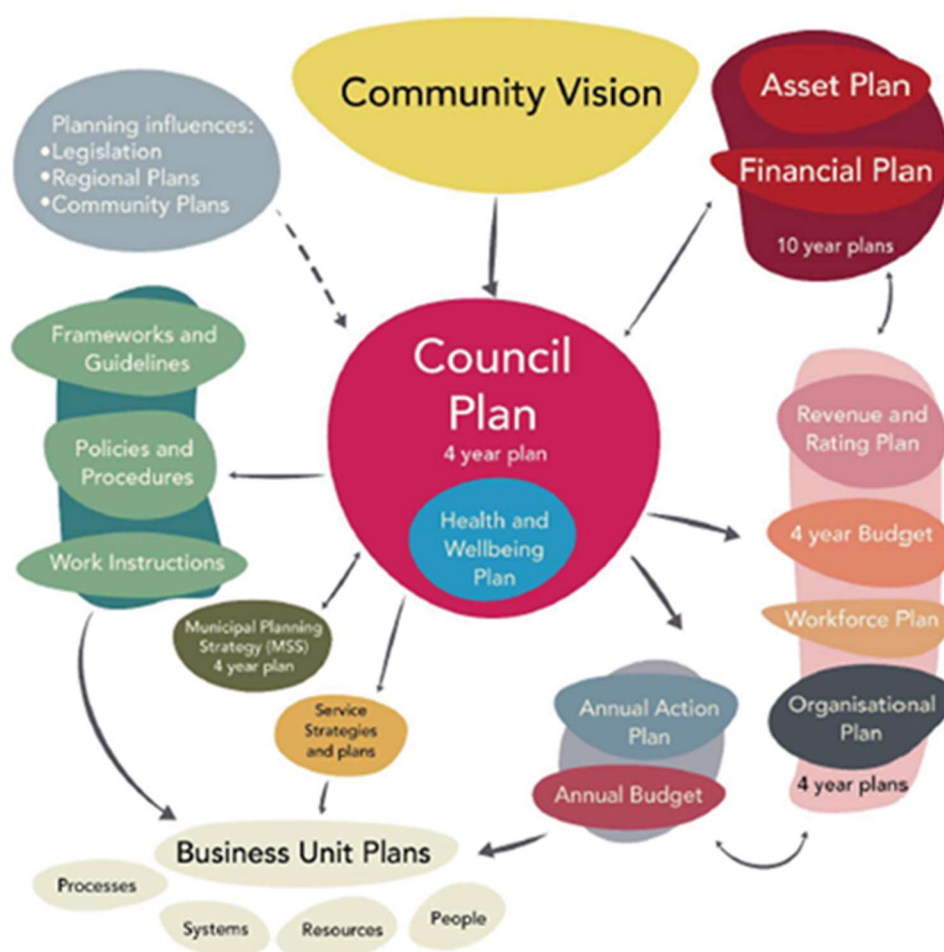 Community Vision
Planning influences:
•Legislation
•Regional Plans
•Community Plans
Asset Plan
Financial Plan
10 year plans
Council
Plan
4 year plan
Health and
Wellbeing
Plan
Frameworks and
Guidelines
Policies and
Procedures
Work Instructions
Revenue and
Rating Plan
4 year Budget
Workforce Plan
Organisational
Plan
4 year plans
Municipal Planning
Strategy (MSS)
4 year plan
Service
Strategies
and plans
Annual Action
Plan
Annual Budget
Business Unit Plans
Processes
Systems
Resources
People